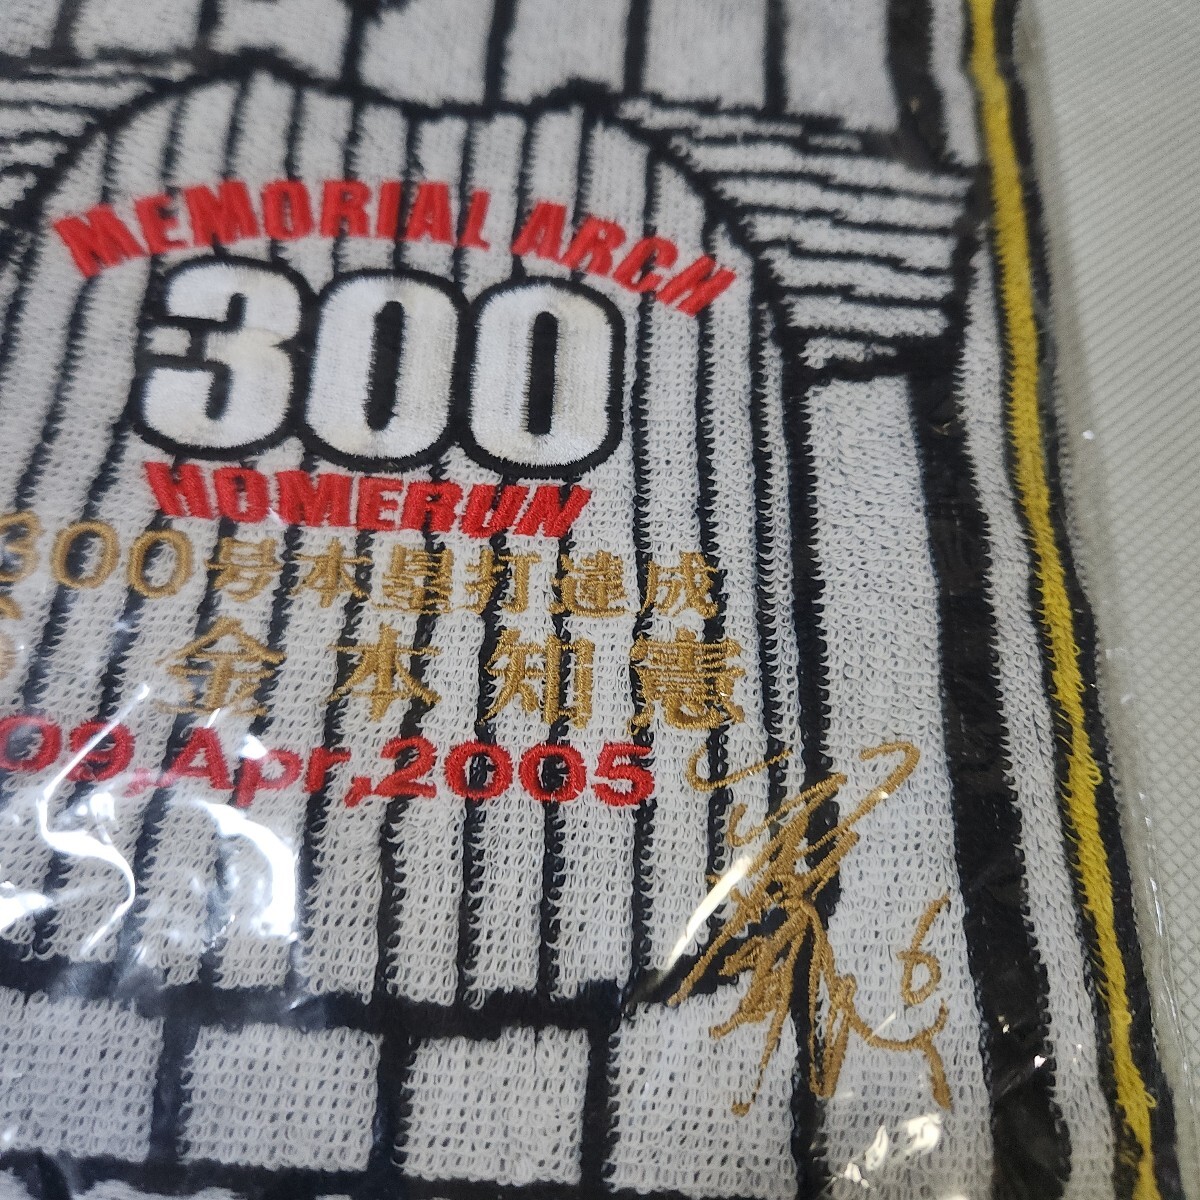 MEMORIAL ARCH
300
HOMERUN
300号本塁打達成
金本知憲
09,Apr,2005
6